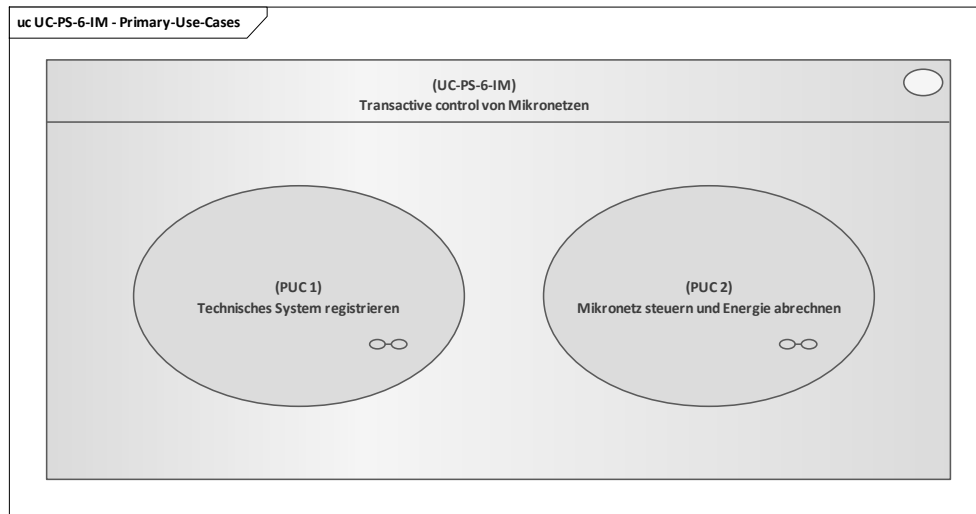 uc UC-PS-6-IM - Primary-Use-Cases
(UC-PS-6-IM)
Transactive control von Mikronetzen
(PUC 1)
Technisches System registrieren
(PUC 2)
Mikronetz steuern und Energie abrechnen